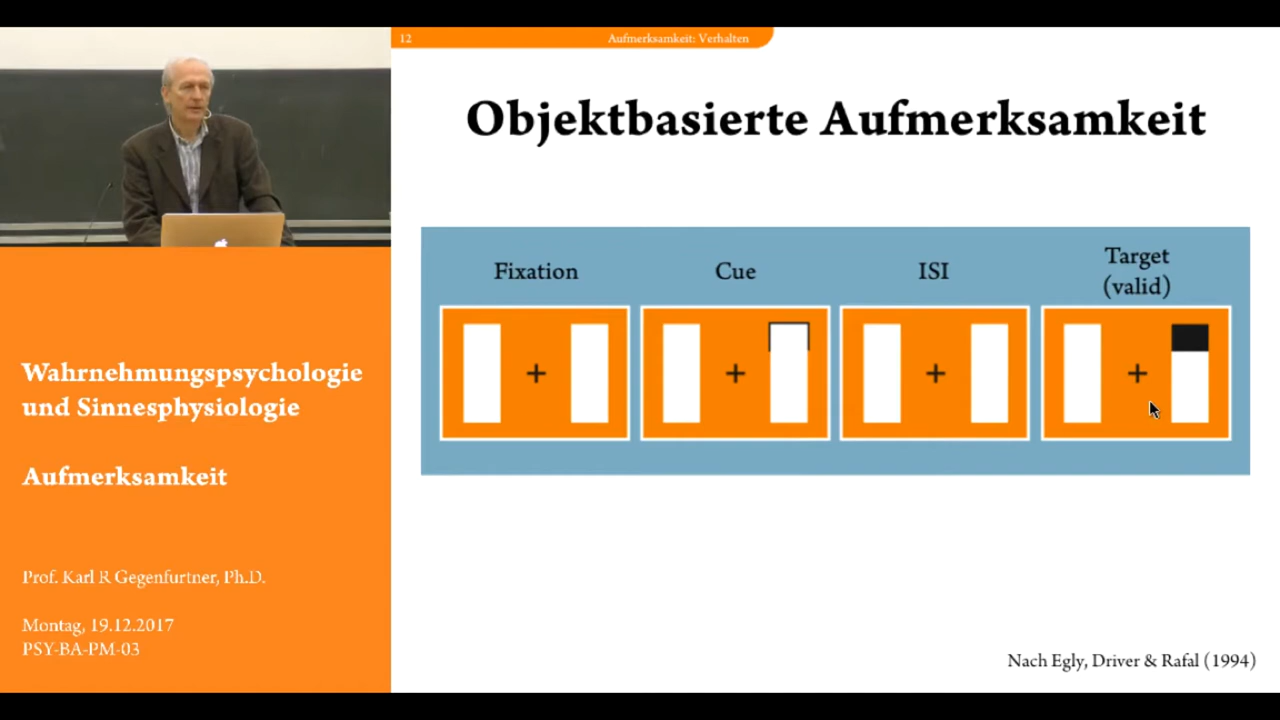 12
Aufmerksamkeit: Verhalten
Objektbasierte Aufmerksamkeit
Fixation
Cue
ISI
Target
(valid)
+
+
+
+
Wahrnehmungspsychologie
und Sinnesphysiologie
Aufmerksamkeit
Prof. Karl R Gegenfurtner, Ph.D.
Montag, 19.12.2017
PSY-BA-PM-03
Nach Egly, Driver & Rafal (1994)